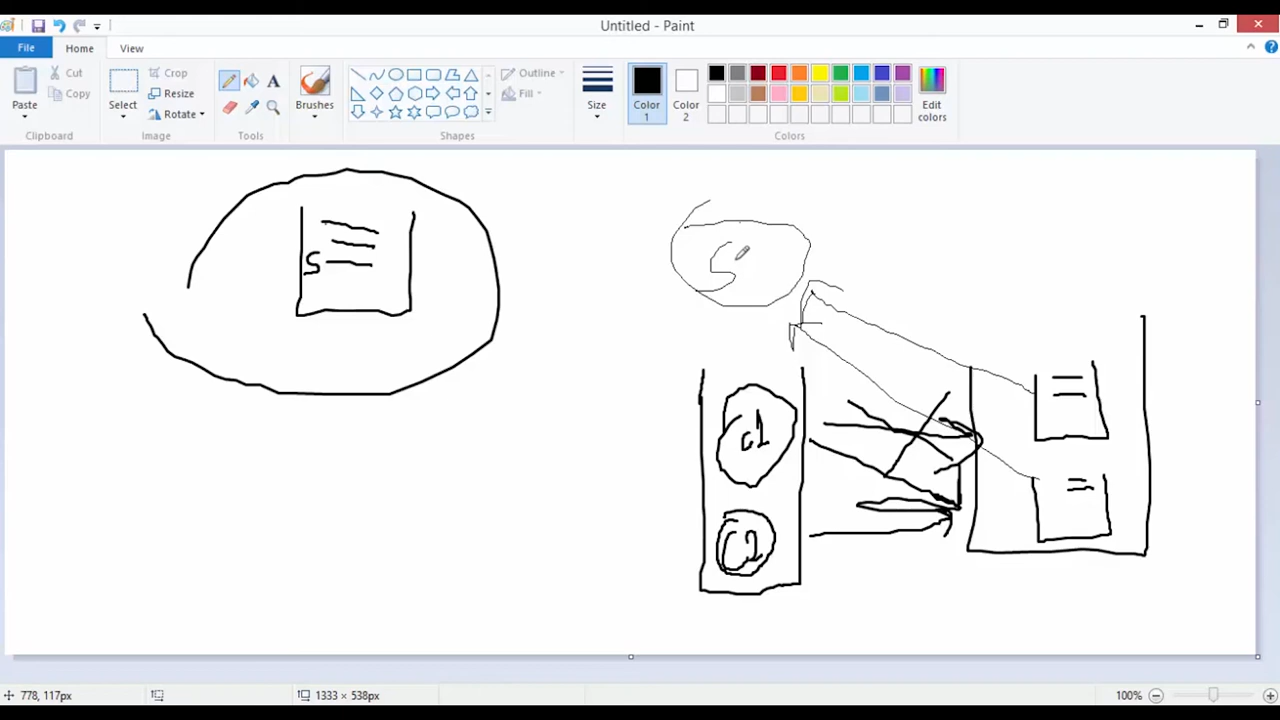 Untitled - Paint
File Home View
Paste
Clipboard
Cut
Copy
Select
Crop
Resize
Rotate
Image
Tools
Brushes
Shapes
Outline
Fill
Size
Color 1
Color 2
Edit colors
Colors
S
S
c1
C2
778, 117px
1333 × 538px
100%